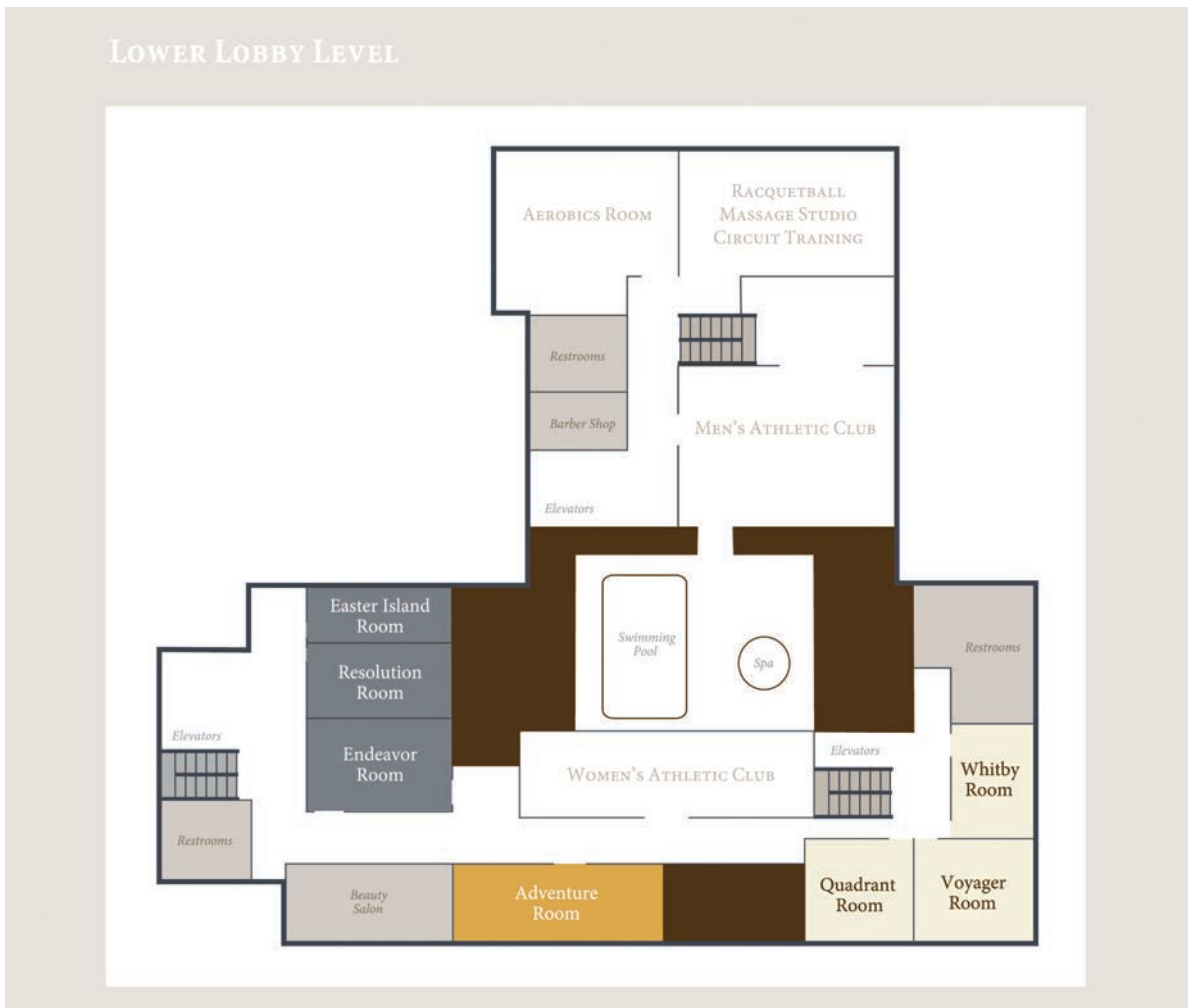 LOWER LOBBY LEVEL
AEROBICS ROOM
RACQUETBALL
MASSAGE STUDIO
CIRCUIT TRAINING
Restrooms
Barber Shop
MEN'S ATHLETIC CLUB
Elevators
Easter Island
Room
Resolution
Room
Endeavor
Room
Swimming
Pool
Spa
Restrooms
Elevators
Elevators
WOMEN'S ATHLETIC CLUB
Whitby
Room
Restrooms
Beauty
Salon
Adventure
Room
Quadrant
Room
Voyager
Room